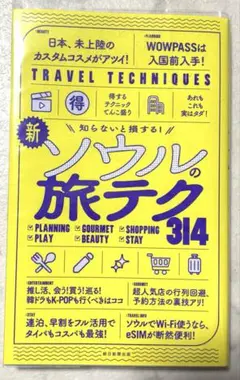 BEAUTY
日本、未上陸の
カスタムコスメがアツイ！
PLANNING
WOWPASSは
入国前入手！
TRAVEL TECHNIQUES
得
得する
テクニック
てんこ盛り
あれも
これも
実はタダ！
知らないと損する！
新ソウルの
旅テク
314
PLANNING
GOURMET
SHOPPING
PLAY
BEAUTY
STAY
ENTERTAINMENT
推し活、会う！買う！巡る！
韓ドラもK-POPも行くべきはココ
GOURMET
超人気店の行列回避、
予約方法の裏技アリ！
STAY
連泊、早割をフル活用で
タイパもコスパも最強！
TRAVEL INFO
ソウルでWi-Fi使うなら、
eSIMが断然便利！
朝日新聞出版